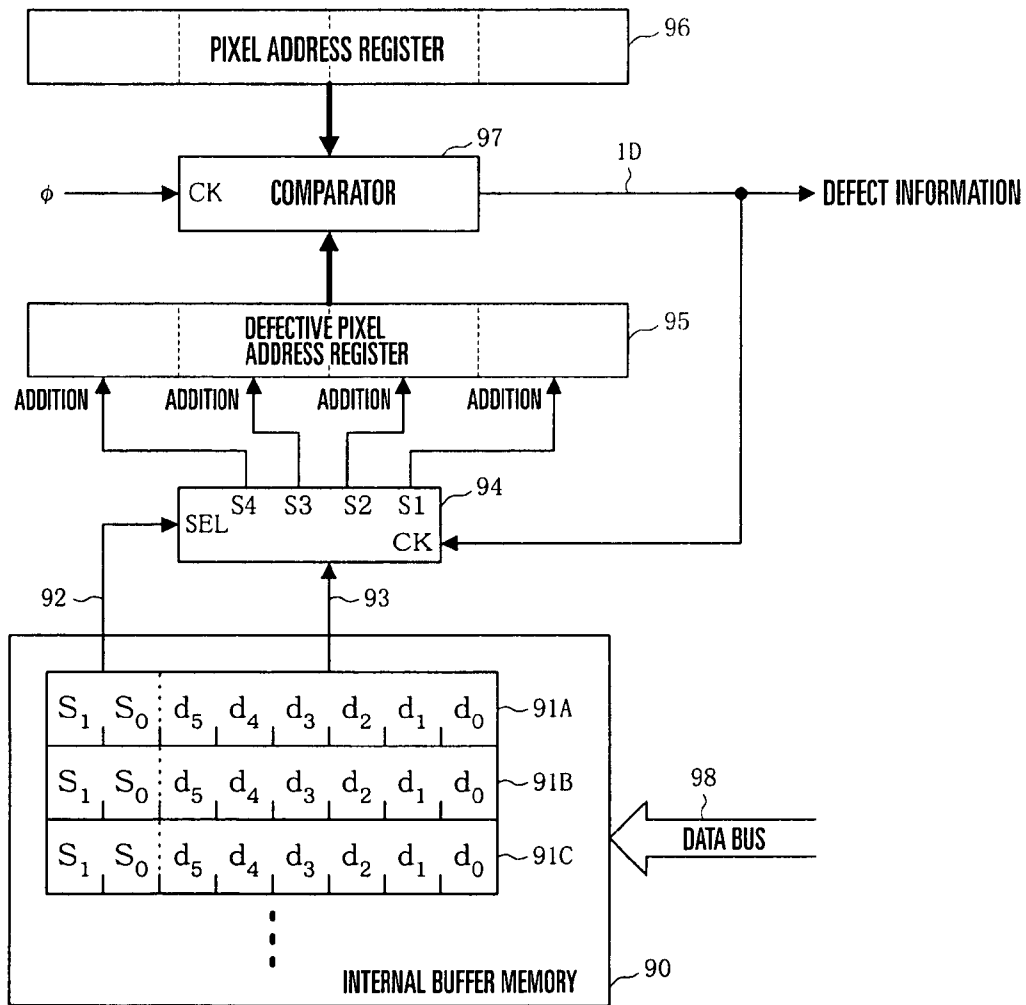 PIXEL ADDRESS REGISTER
96
97
φ
CK
COMPARATOR
1D
DEFECT INFORMATION
DEFECTIVE PIXEL
ADDRESS REGISTER
95
ADDITION ADDITION ADDITION ADDITION
S4 S3 S2 S1
94
SEL
CK
92
93
S₁ S₀ d₅ d₄ d₃ d₂ d₁ d₀
91A
S₁ S₀ d₅ d₄ d₃ d₂ d₁ d₀
91B
S₁ S₀ d₅ d₄ d₃ d₂ d₁ d₀
91C
98
DATA BUS
INTERNAL BUFFER MEMORY
90